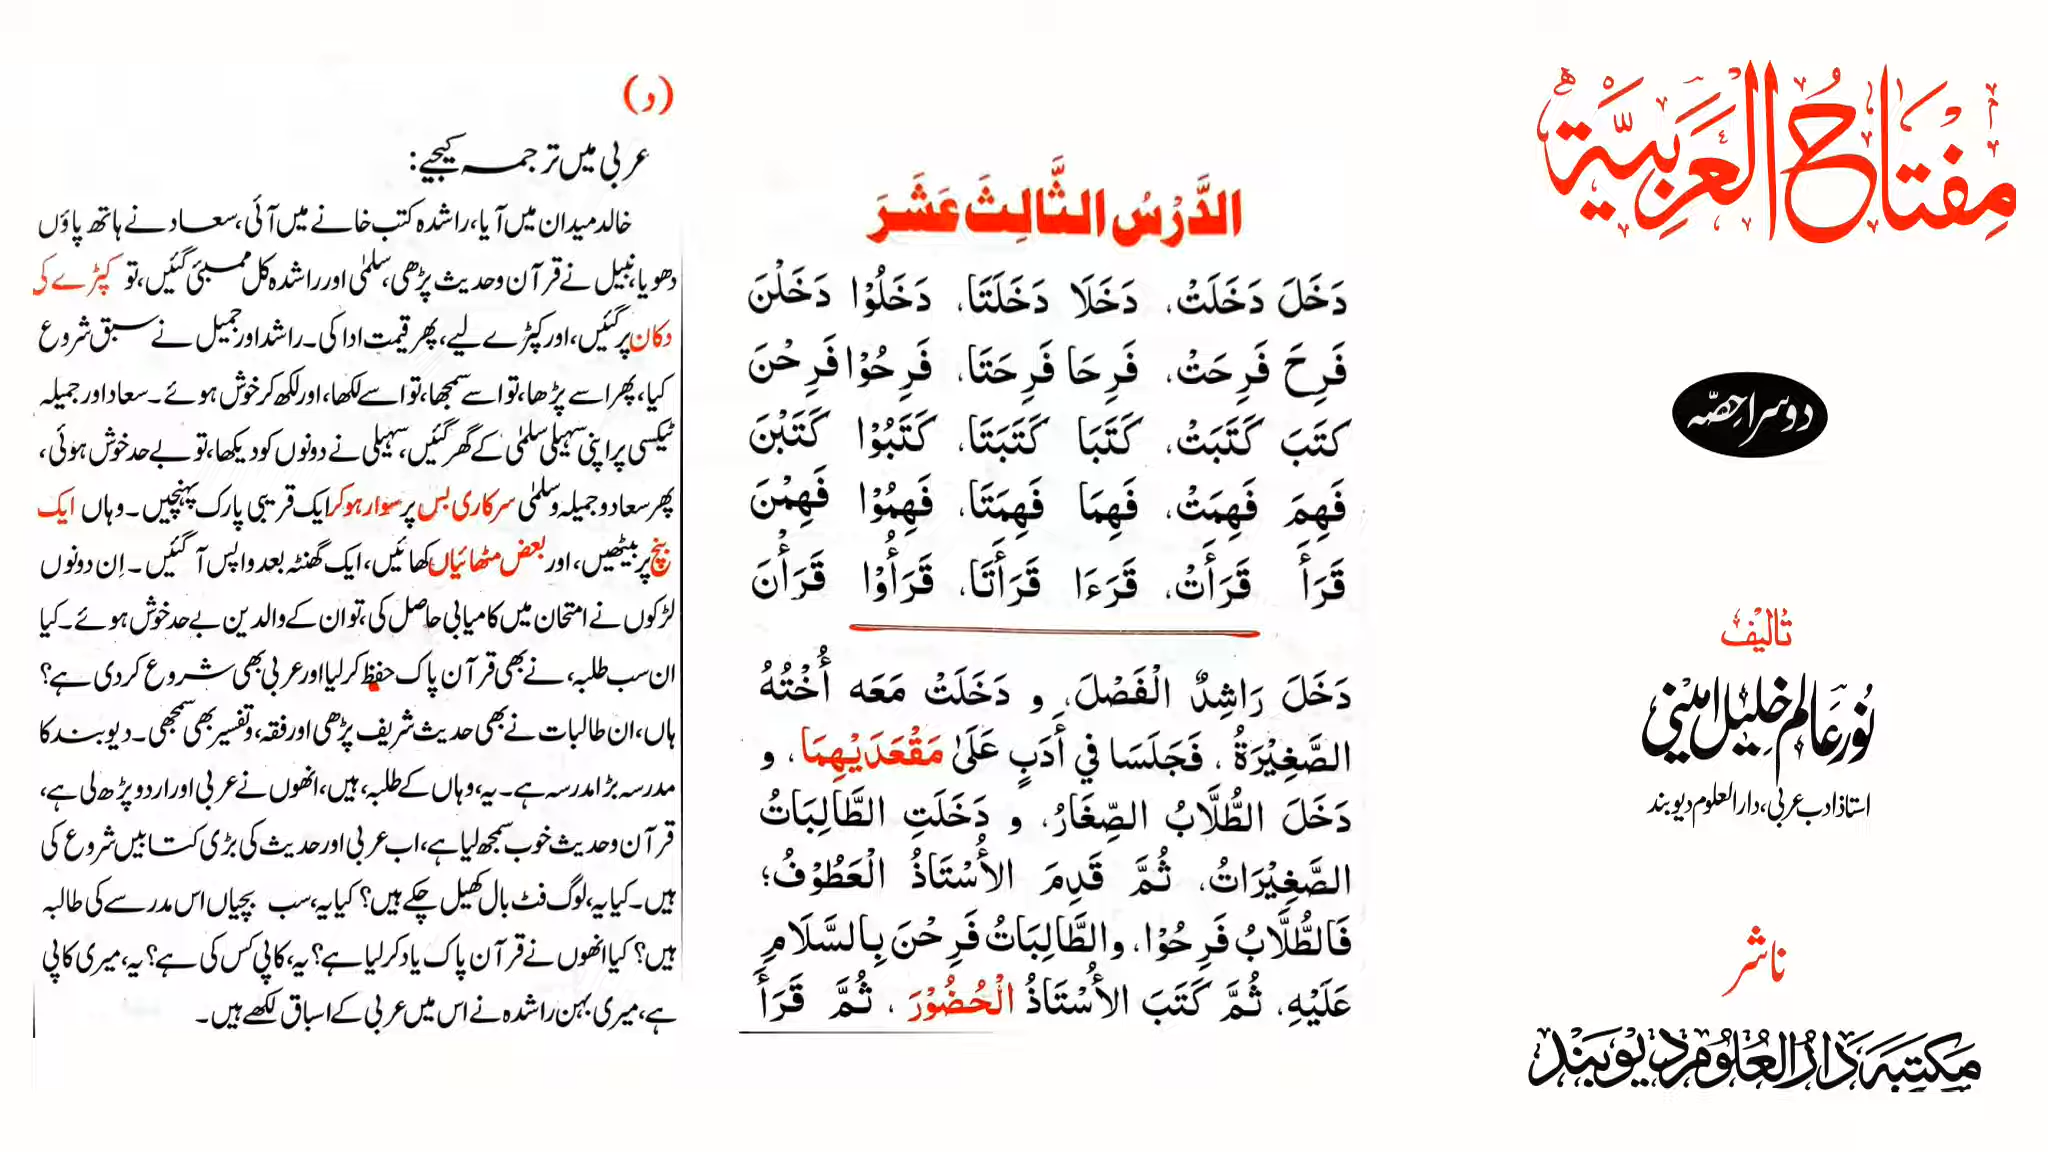 مِفْتَاحُ الْعَرَبِيَّة
دوسرا حصّہ
تالیف
نور عالم خلیل امینی
استاذ ادب عربی، دارالعلوم دیوبند
ناشر
مکتبہ دارالعلوم دیوبند
الدَّرْسُ الثَّالِثَ عَشَرَ
دَخَلَ دَخَلَتْ، دَخَلَا دَخَلَتَا، دَخَلُوْا دَخَلْنَ
فَرِحَ فَرِحَتْ، فَرِحَا فَرِحَتَا، فَرِحُوْا فَرِحْنَ
كَتَبَ كَتَبَتْ، كَتَبَا كَتَبَتَا، كَتَبُوْا كَتَبْنَ
فَهِمَ فَهِمَتْ، فَهِمَا فَهِمَتَا، فَهِمُوْا فَهِمْنَ
قَرَأَ قَرَأَتْ، قَرَءَا قَرَأَتَا، قَرَأُوْا قَرَأْنَ
دَخَلَ رَاشِدٌ الْفَصْلَ، و دَخَلَتْ مَعَه أُخْتُهُ
الصَّغِيْرَةُ، فَجَلَسَا فِي أَدَبٍ عَلَىٰ مَقْعَدَيْهِمَا، و
دَخَلَ الطُّلَّابُ الصِّغَارُ، و دَخَلَتِ الطَّالِبَاتُ
الصَّغِيْرَاتُ، ثُمَّ قَدِمَ الأُسْتَاذُ الْعَطُوْفُ؛
فَالطُّلَّابُ فَرِحُوْا، والطَّالِبَاتُ فَرِحْنَ بِالسَّلَامِ
عَلَيْهِ، ثُمَّ كَتَبَ الأُسْتَاذُ الْحُضُوْرَ، ثُمَّ قَرَأَ
(د)
عربی میں ترجمہ کیجیے:
خالد میدان میں آیا، راشدہ کتب خانے میں آئی، سعاد نے ہاتھ پاؤں
دھویا، نبیل نے قرآن وحدیث پڑھی، سلمٰی اور راشدہ کل ممبئی گئیں، تو کپڑے کی
دکان پر گئیں، اور کپڑے لیے، پھر قیمت ادا کی۔ راشد اور جمیل نے سبق شروع
کیا، پھر اسے پڑھا، تو اسے سمجھا، تو اسے لکھا، اور لکھ کر خوش ہوئے۔ سعاد اور جمیلہ
ٹیکسی پر اپنی سہیلی سلمٰی کے گھر گئیں، سہیلی نے دونوں کو دیکھا، تو بے حد خوش ہوئی،
پھر سعاد و جمیلہ و سلمٰی سرکاری بس پر سوار ہو کر ایک قریبی پارک پہنچیں۔ وہاں ایک
بنچ پر بیٹھیں، اور بعض مٹھائیاں کھائیں، ایک گھنٹہ بعد واپس آ گئیں۔ اِن دونوں
لڑکوں نے امتحان میں کامیابی حاصل کی، تو ان کے والدین بے حد خوش ہوئے۔ کیا
ان سب طلبہ، نے بھی قرآن پاک حفظ کر لیا اور عربی بھی شروع کر دی ہے؟
ہاں، ان طالبات نے بھی حدیث شریف پڑھی اور فقہ، وتفسیر بھی سمجھی۔ دیوبند کا
مدرسہ بڑا مدرسہ ہے۔ یہ، وہاں کے طلبہ، ہیں، انھوں نے عربی اور اردو پڑھ لی ہے،
قرآن وحدیث خوب سمجھ لیا ہے، اب عربی اور حدیث کی بڑی کتابیں شروع کی
ہیں۔ کیا یہ، لوگ فٹ بال کھیل چکے ہیں؟ کیا یہ، سب بچیاں اس مدرسے کی طالبہ
ہیں؟ کیا انھوں نے قرآن پاک یاد کر لیا ہے؟ یہ، کاپی کس کی ہے؟ یہ، میری کاپی
ہے، میری بہن راشدہ نے اس میں عربی کے اسباق لکھے ہیں۔